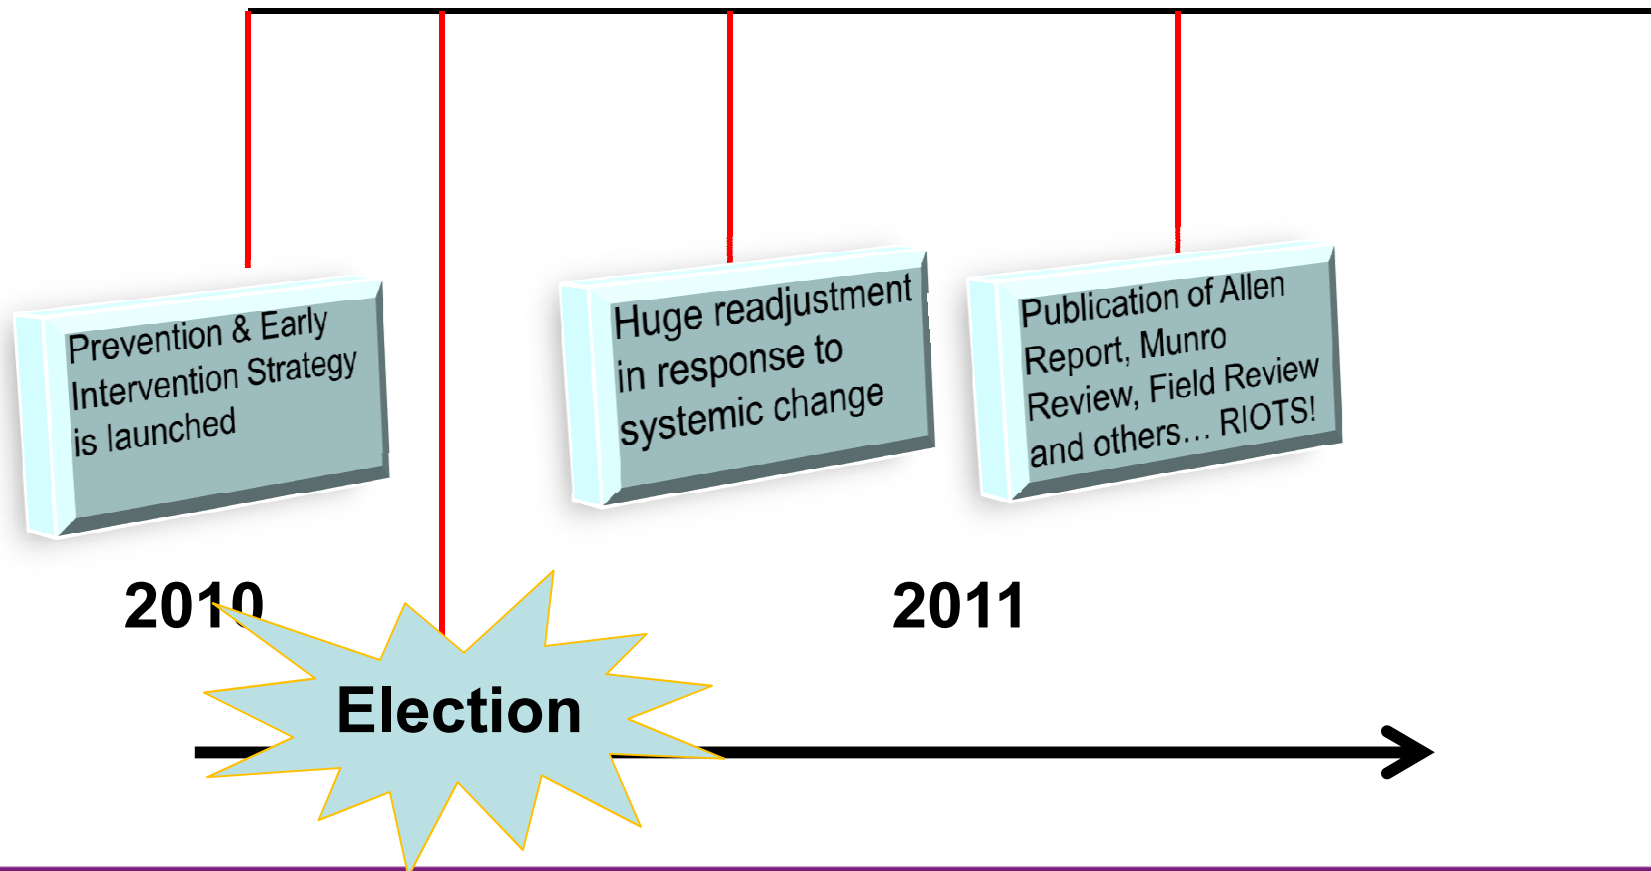 Prevention & Early
Intervention Strategy
is launched
Huge readjustment
in response to
systemic change
Publication of Allen
Report, Munro
Review, Field Review
and others... RIOTS!
2010
2011
Election